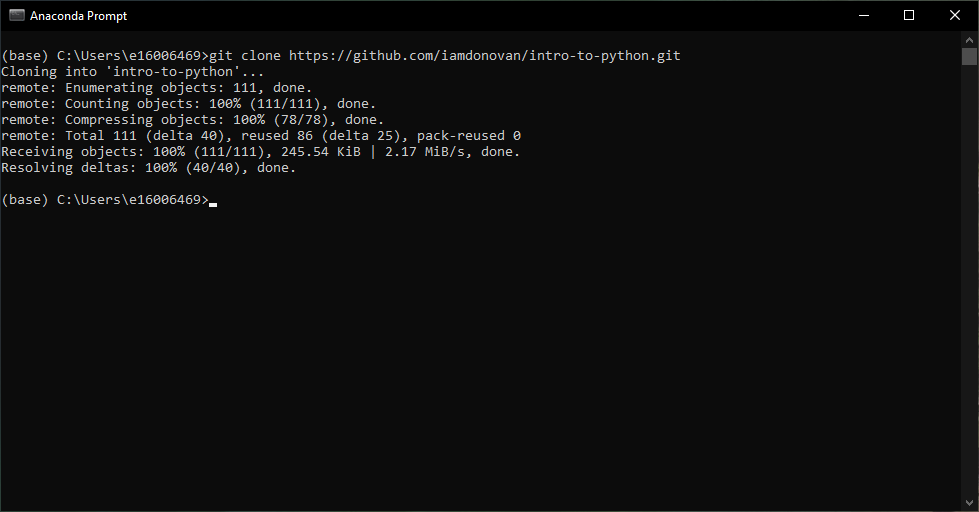 Anaconda Prompt
(base) C:\Users\e16006469>git clone https://github.com/iamdonovan/intro-to-python.git
Cloning into 'intro-to-python'...
remote: Enumerating objects: 111, done.
remote: Counting objects: 100% (111/111), done.
remote: Compressing objects: 100% (78/78), done.
remote: Total 111 (delta 40), reused 86 (delta 25), pack-reused 0
Receiving objects: 100% (111/111), 245.54 KiB | 2.17 MiB/s, done.
Resolving deltas: 100% (40/40), done.
(base) C:\Users\e16006469>